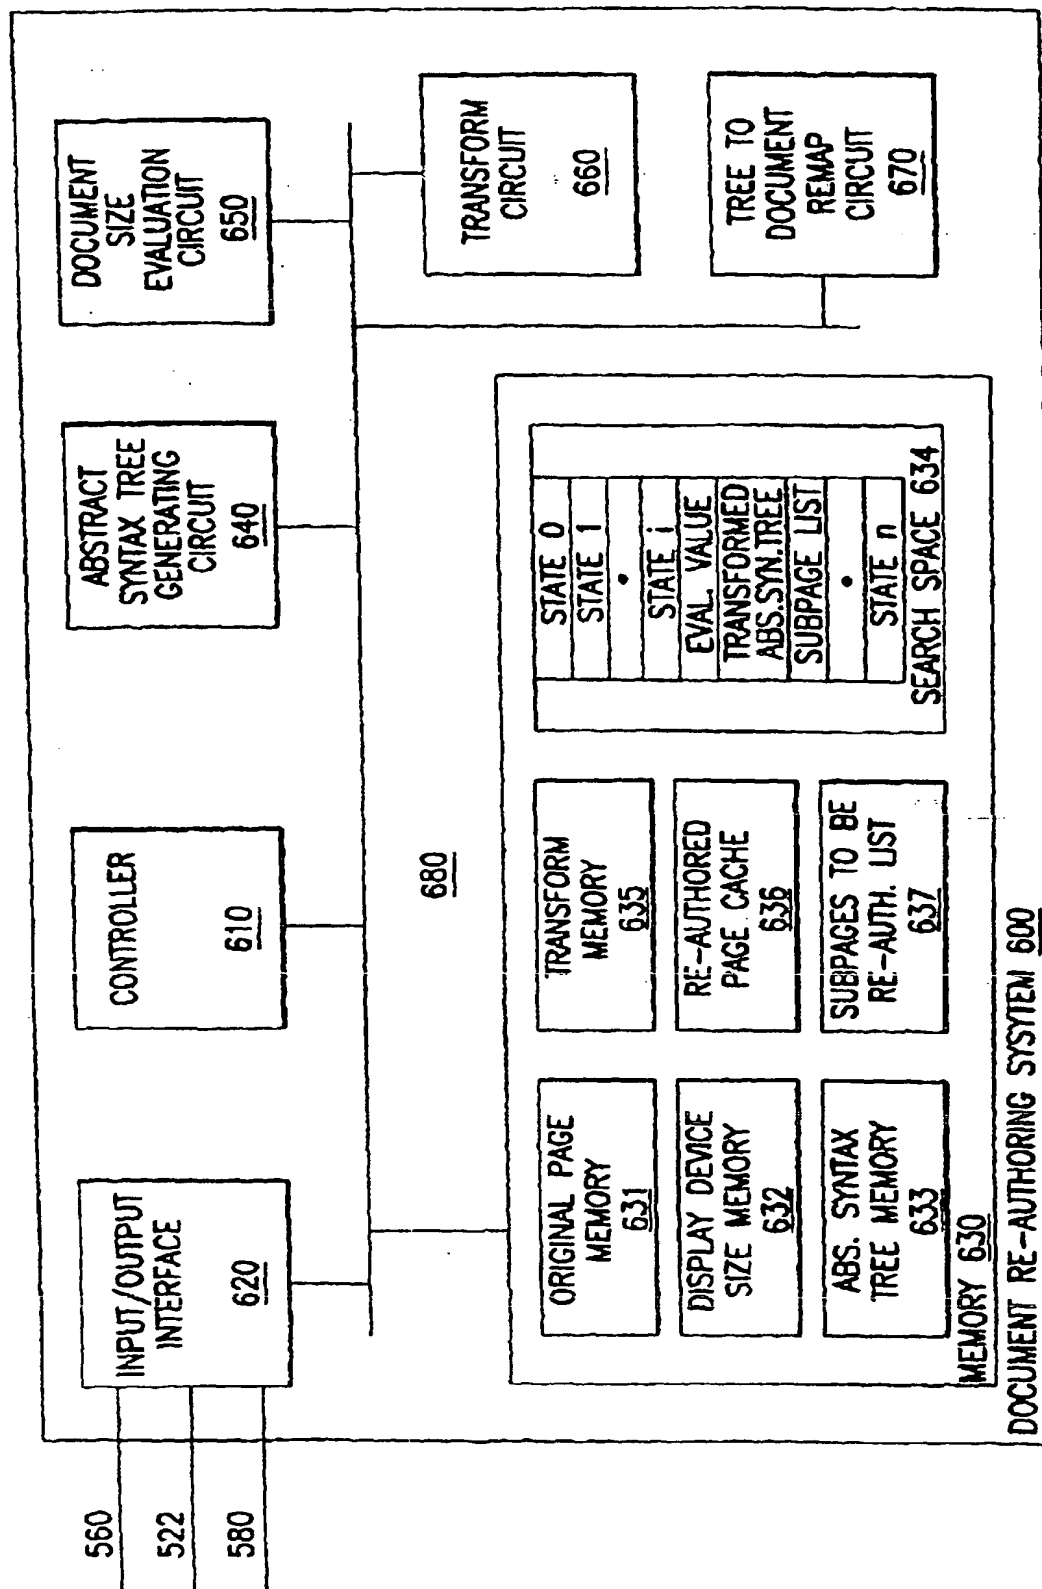 560
522
580
INPUT/OUTPUT
INTERFACE
620
CONTROLLER
610
ABSTRACT
SYNTAX TREE
GENERATING
CIRCUIT
640
DOCUMENT
SIZE
EVALUATION
CIRCUIT
650
680
TRANSFORM
CIRCUIT
660
TREE TO
DOCUMENT
REMAP
CIRCUIT
670
ORIGINAL PAGE
MEMORY
631
DISPLAY DEVICE
SIZE MEMORY
632
ABS. SYNTAX
TREE MEMORY
633
TRANSFORM
MEMORY
635
RE-AUTHORED
PAGE CACHE
636
SUBPAGES TO BE
RE-AUTH. LIST
637
STATE 0
STATE 1
•
STATE i
EVAL. VALUE
TRANSFORMED
ABS.SYN.TREE
SUBPAGE LIST
•
STATE n
SEARCH SPACE 634
MEMORY 630
DOCUMENT RE-AUTHORING SYSYTEM 600